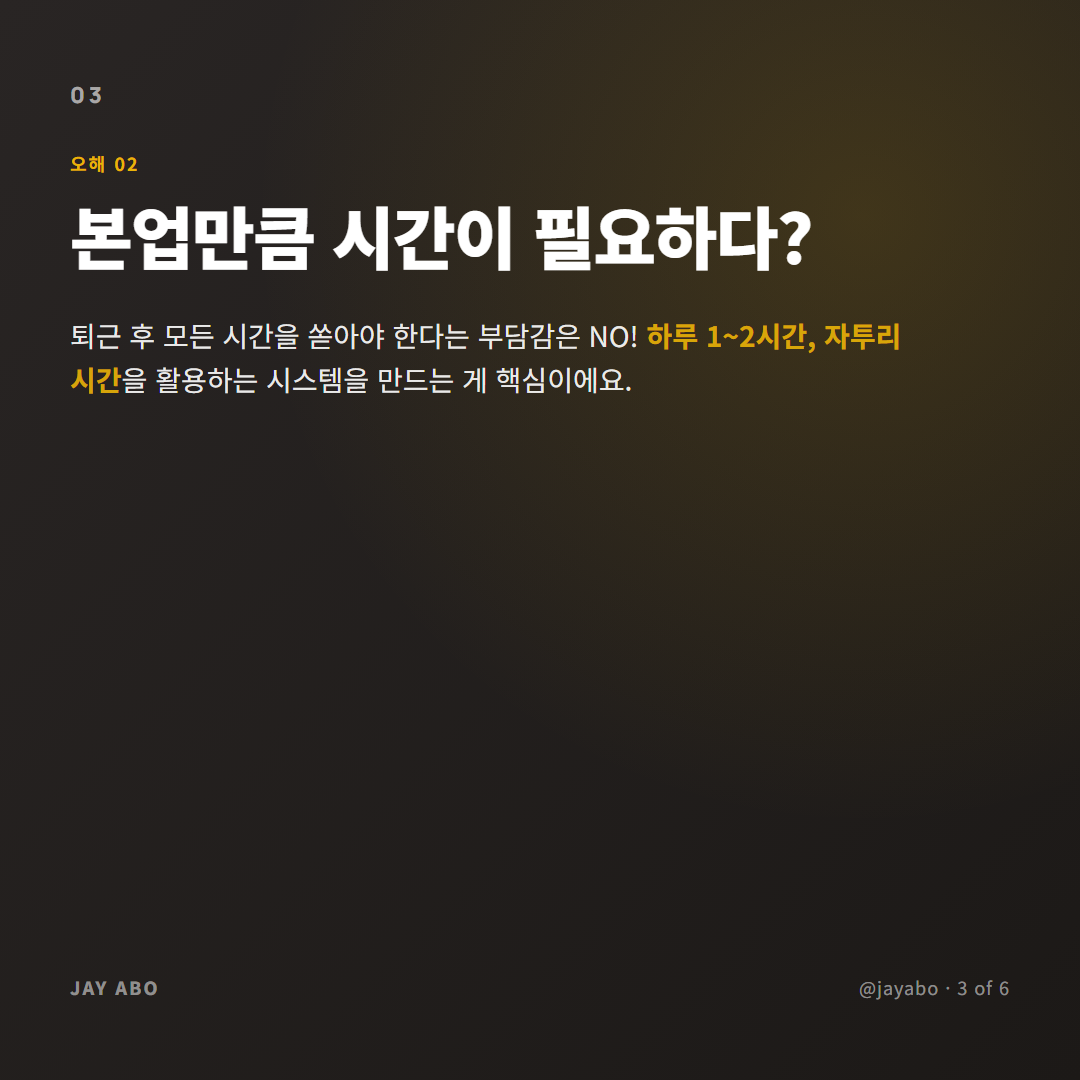 03
오해 02
본업만큼 시간이 필요하다?
퇴근 후 모든 시간을 쏟아야 한다는 부담감은 NO! 하루 1~2시간, 자투리
시간을 활용하는 시스템을 만드는 게 핵심이에요.
JAY ABO
@jayabo · 3 of 6